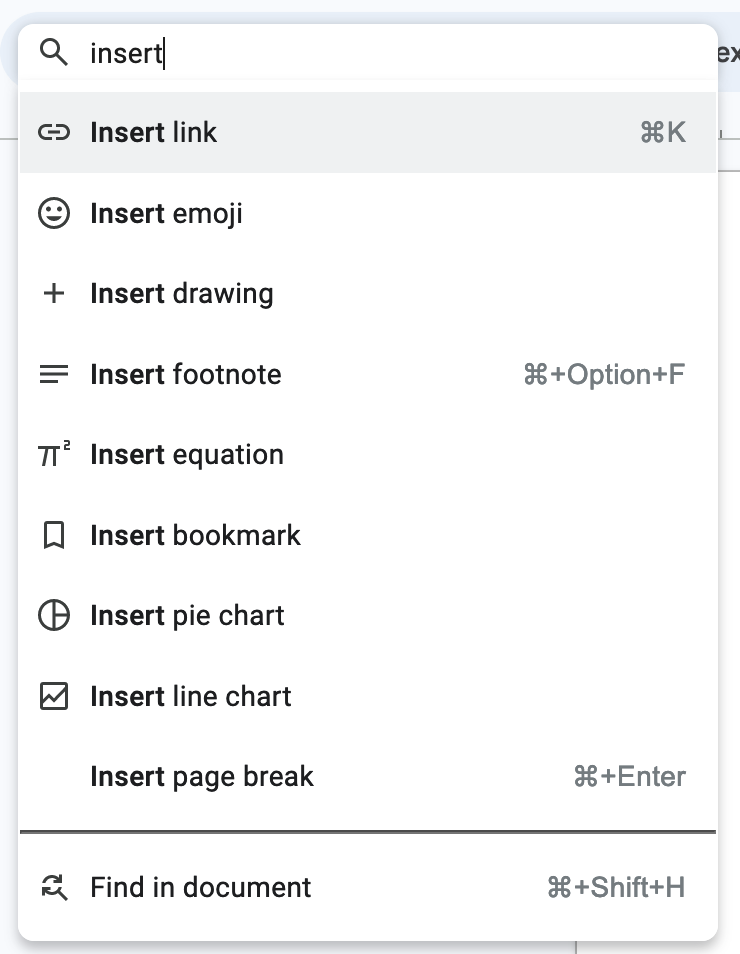 insert
Insert link ⌘K
Insert emoji
Insert drawing
Insert footnote ⌘+Option+F
Insert equation
Insert bookmark
Insert pie chart
Insert line chart
Insert page break ⌘+Enter
Find in document ⌘+Shift+H